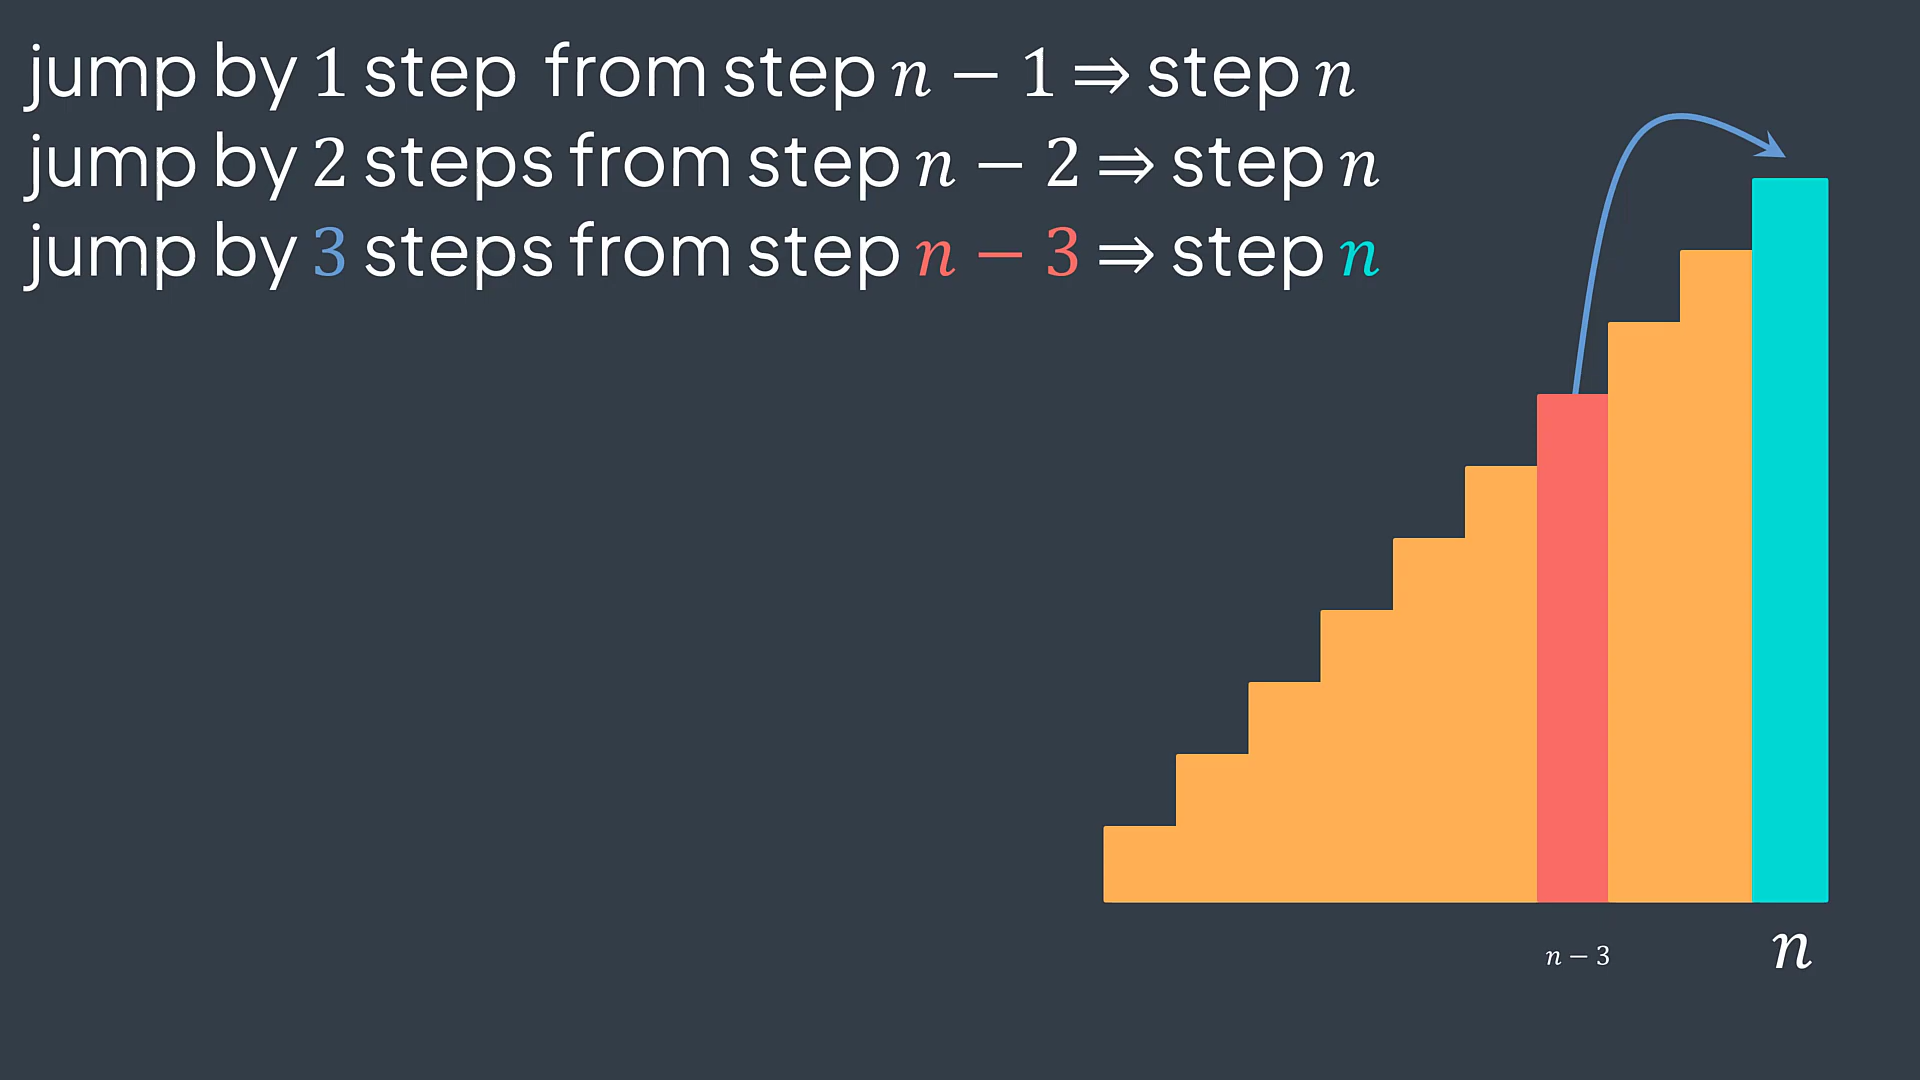 jump by 1 step from step n − 1 ⇒ step n
jump by 2 steps from step n − 2 ⇒ step n
jump by 3 steps from step n − 3 ⇒ step n
n − 3
n